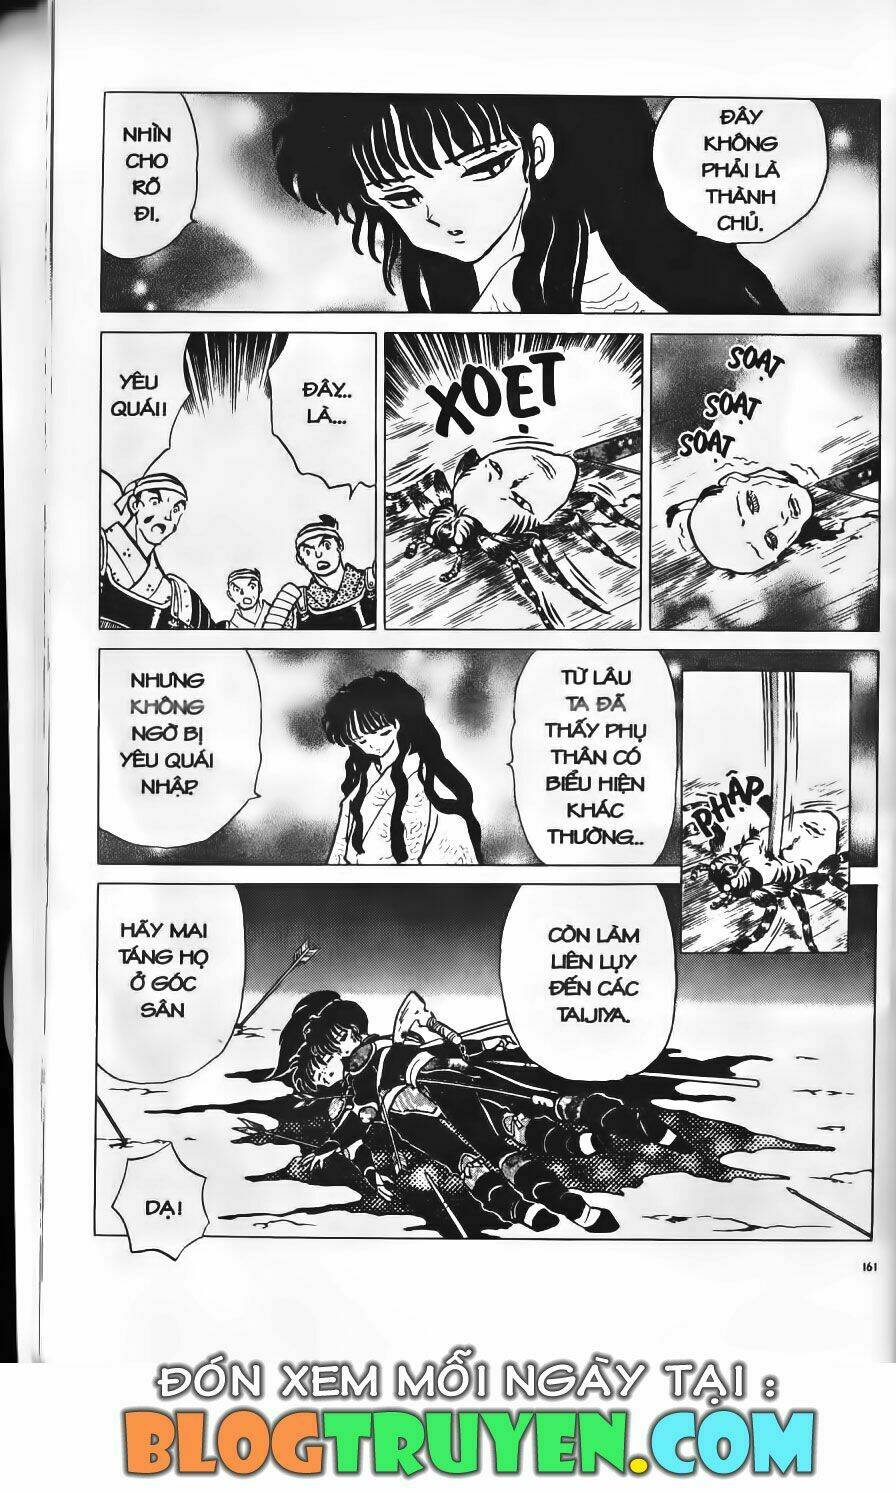 ĐÂY
KHÔNG
PHẢI LÀ
THÀNH
CHỦ.
NHÌN
CHO
RÕ
ĐI.
SOẠT
SOẠT
SOẠT
XOẸT
ĐÂY...
LÀ...
YÊU
QUÁI!
PHẬP
TỪ LÂU
TA ĐÃ
THẤY PHỤ
THÂN CÓ
BIỂU HIỆN
KHÁC
THƯỜNG...
NHƯNG
KHÔNG
NGỜ BỊ
YÊU QUÁI
NHẬP.
CÒN LÀM
LIÊN LỤY
ĐẾN CÁC
TAIJIYA.
HÃY MAI
TÁNG HỌ
Ở GÓC
SÂN
DẠ!
161
ĐÓN XEM MỖI NGÀY TẠI :
BLOGTRUYEN.COM